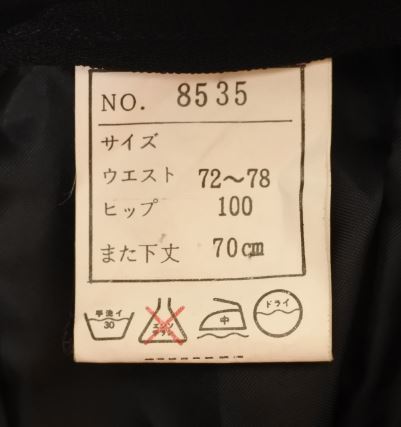 NO. 8535
サイズ
ウエスト 72～78
ヒップ 100
また下丈 70㎝
手洗イ 30
エンソ サラシ
中
ドライ